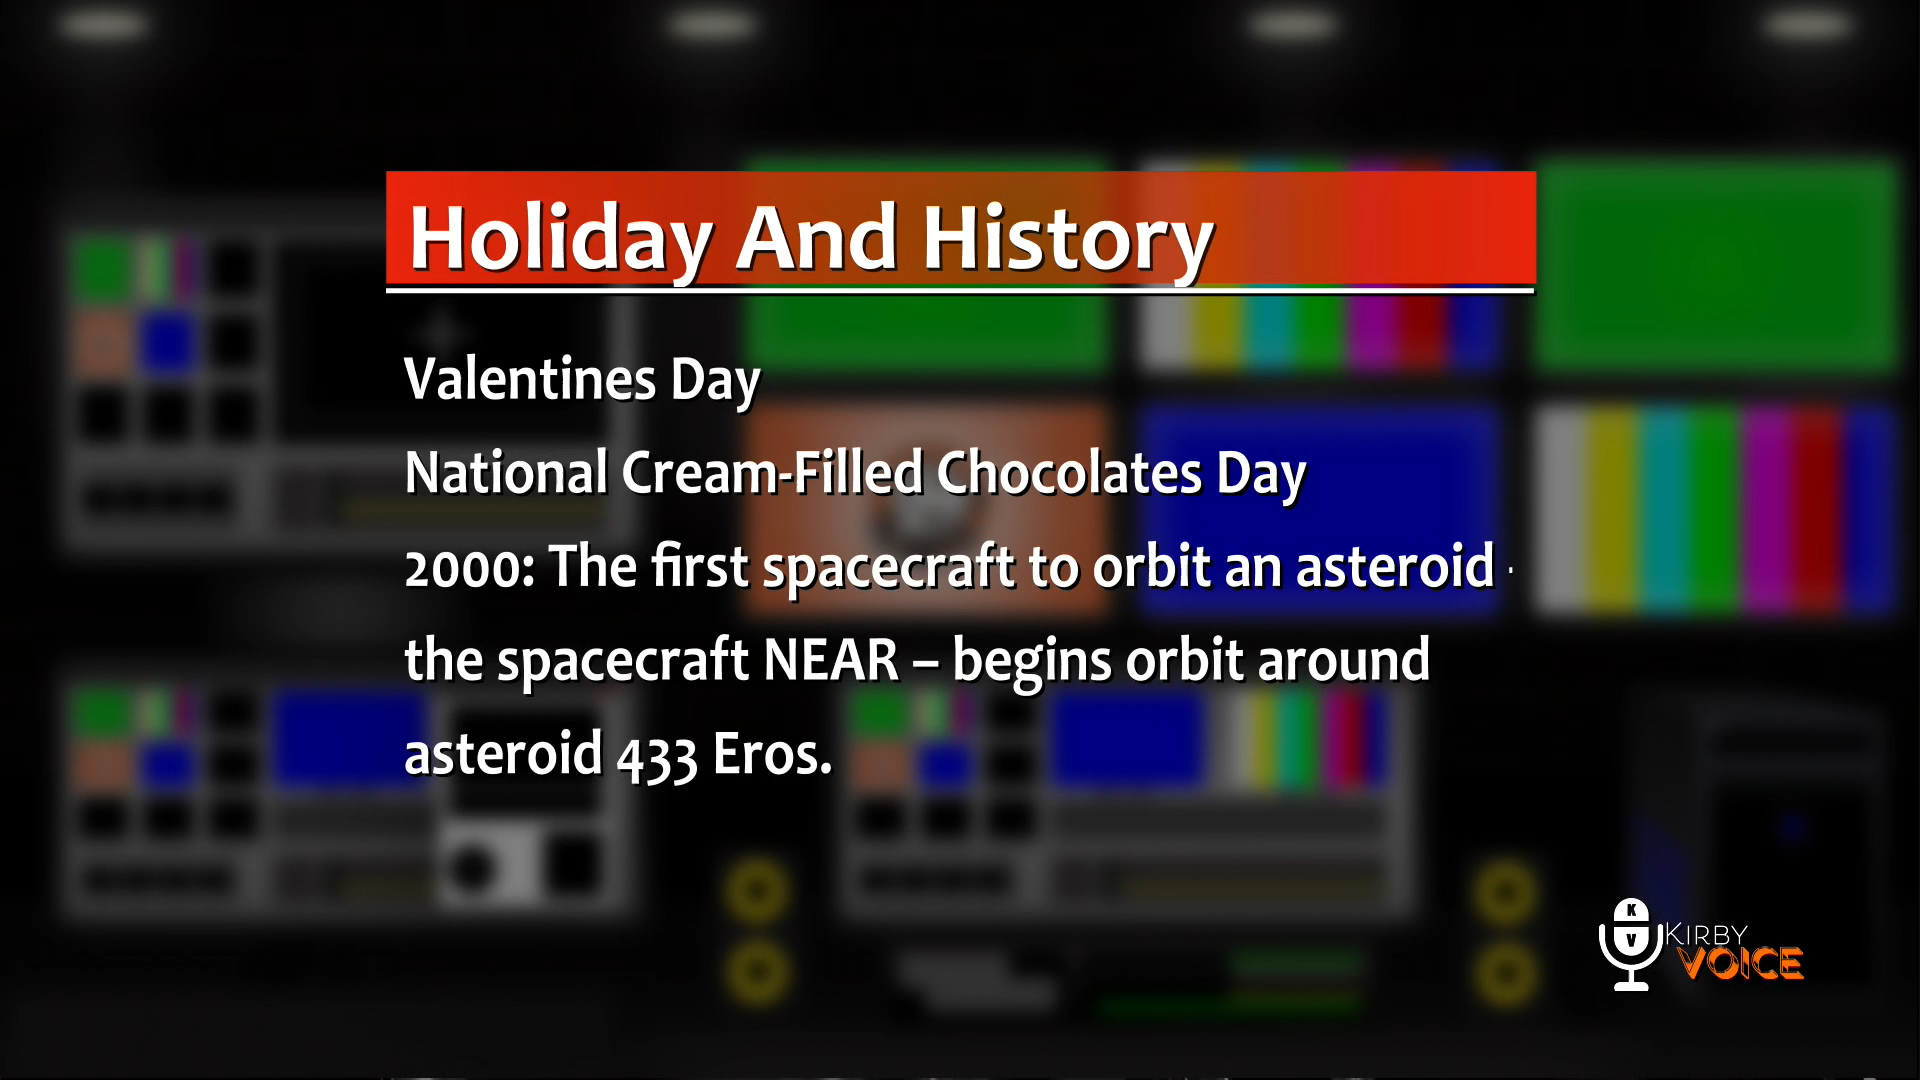 Holiday And History
Valentines Day
National Cream-Filled Chocolates Day
2000: The first spacecraft to orbit an asteroid -
the spacecraft NEAR – begins orbit around
asteroid 433 Eros.
K
V
KIRBY
VOICE